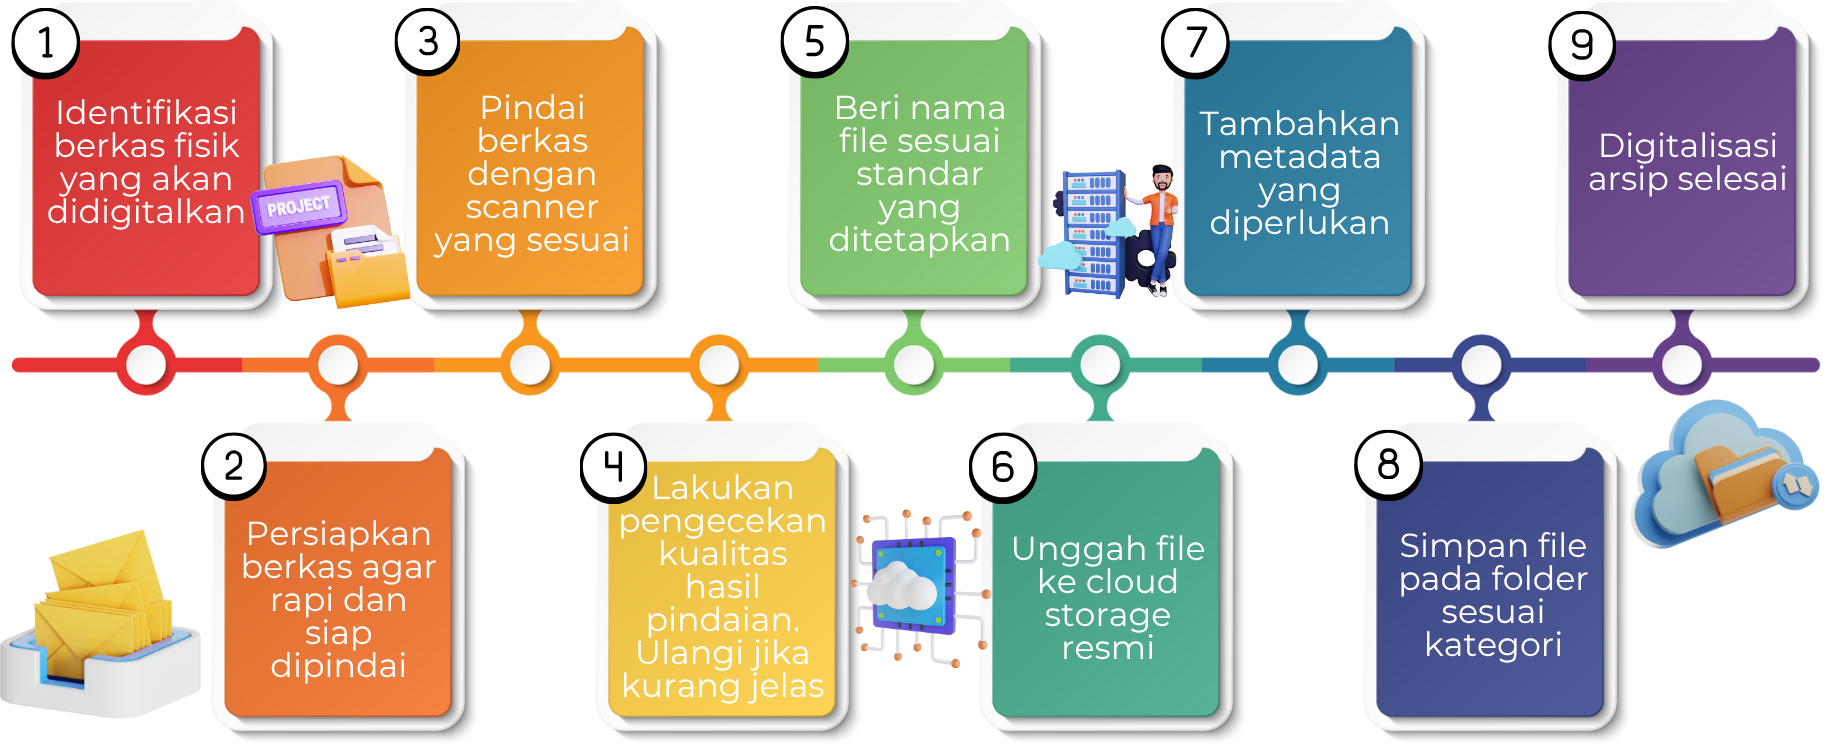 1
Identifikasi
berkas fisik
yang akan
didigitalkan
PROJECT
2
Persiapkan
berkas agar
rapi dan
siap
dipindai
3
Pindai
berkas
dengan
scanner
yang sesuai
4
Lakukan
pengecekan
kualitas
hasil
pindaian.
Ulangi jika
kurang jelas
5
Beri nama
file sesuai
standar
yang
ditetapkan
6
Unggah file
ke cloud
storage
resmi
7
Tambahkan
metadata
yang
diperlukan
8
Simpan file
pada folder
sesuai
kategori
9
Digitalisasi
arsip selesai